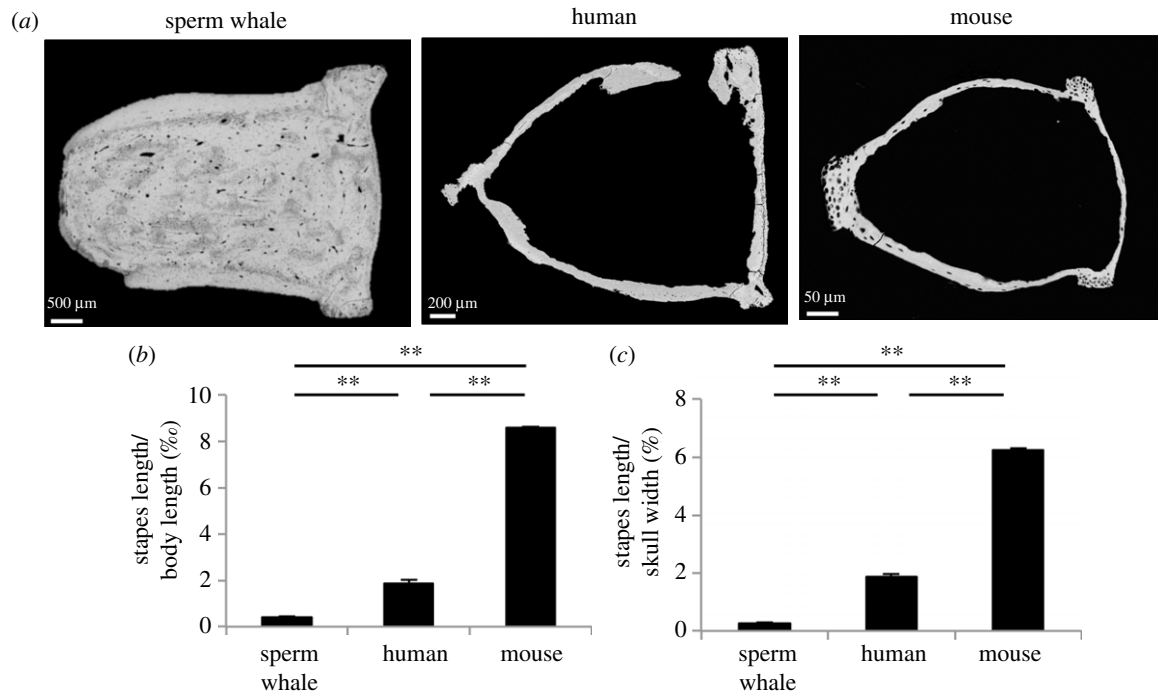 (a)
sperm whale
human
mouse
500 µm
200 µm
50 µm
(b)
**
**
**
stapes length/
body length (‰)
10
8
6
4
2
0
sperm
whale
human
mouse
(c)
**
**
**
stapes length/
skull width (%)
8
6
4
2
0
sperm
whale
human
mouse